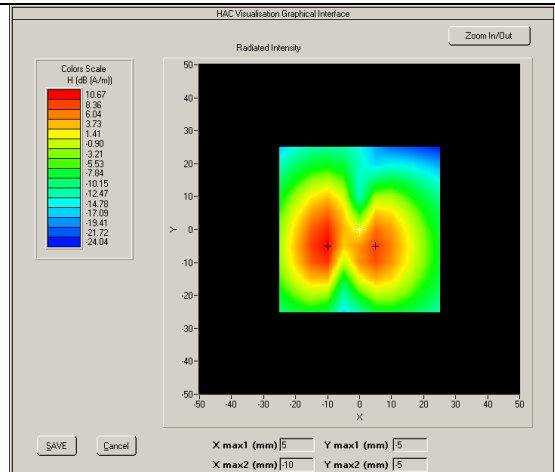 HAC Visualisation Graphical Interface
Zoom In/Out
Radiated Intensity
Colors Scale
H (dB (A/m))
10.67
8.36
6.04
3.73
1.41
-0.90
-3.21
-5.53
-7.84
-10.15
-12.47
-14.78
-17.09
-19.41
-21.72
-24.04
50
40
30
20
10
0
-10
-20
-30
-40
-50
Y
-50 -40 -30 -20 -10 0 10 20 30 40 50
X
SAVE Cancel
X max1 (mm) 5 Y max1 (mm) -5
X max2 (mm) -10 Y max2 (mm) -5